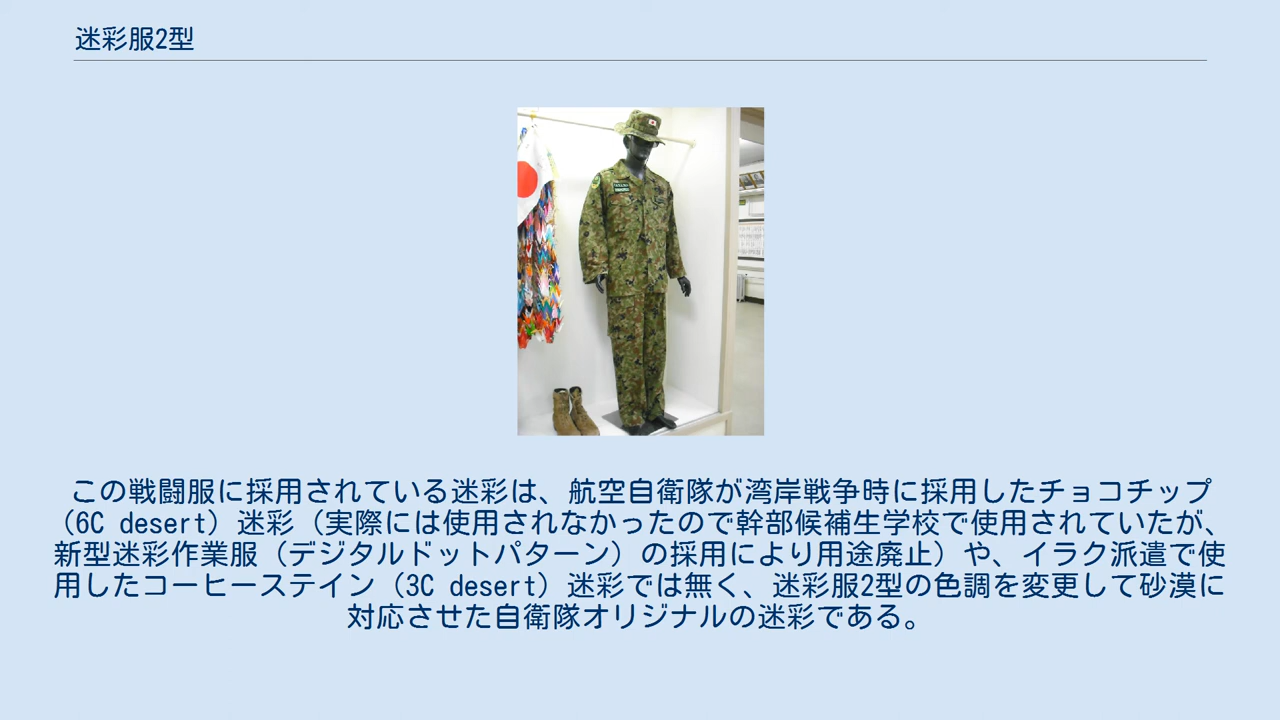 迷彩服2型
この戦闘服に採用されている迷彩は、航空自衛隊が湾岸戦争時に採用したチョコチップ
（6C desert）迷彩（実際には使用されなかったので幹部候補生学校で使用されていたが、
新型迷彩作業服（デジタルドットパターン）の採用により用途廃止）や、イラク派遣で使
用したコーヒーステイン（3C desert）迷彩では無く、迷彩服2型の色調を変更して砂漠に
対応させた自衛隊オリジナルの迷彩である。